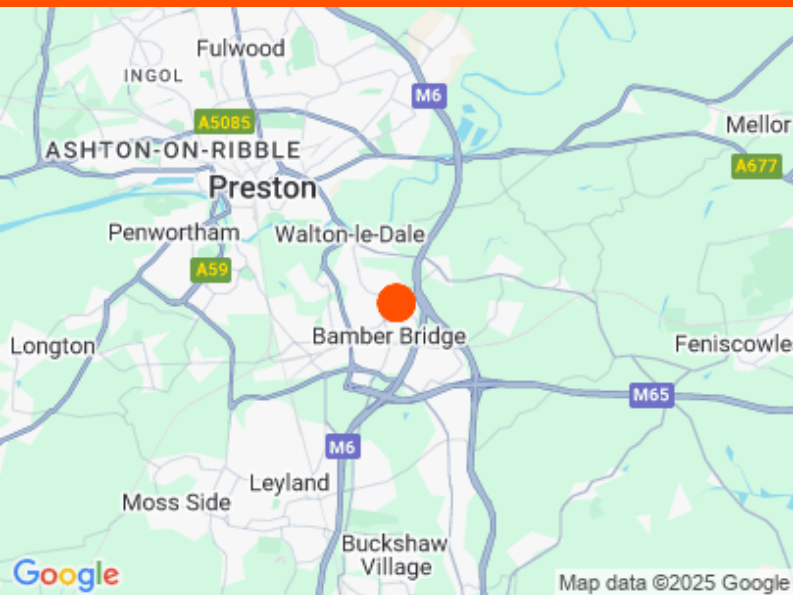 Fulwood
INGOL
M6
A5085
Mellor
ASHTON-ON-RIBBLE
A677
Preston
Penwortham
Walton-le-Dale
A59
Bamber Bridge
Longton
Feniscowle
M65
M6
Leyland
Moss Side
Buckshaw
Village
Google
Map data ©2025 Google